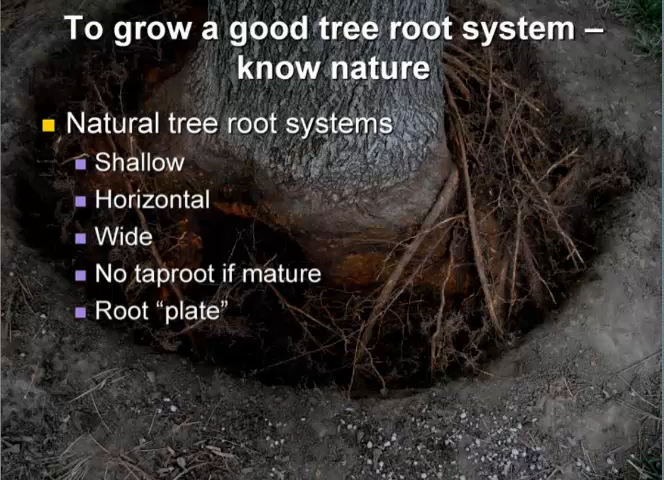 To grow a good tree root system –
know nature
Natural tree root systems
Shallow
Horizontal
Wide
No taproot if mature
Root “plate”